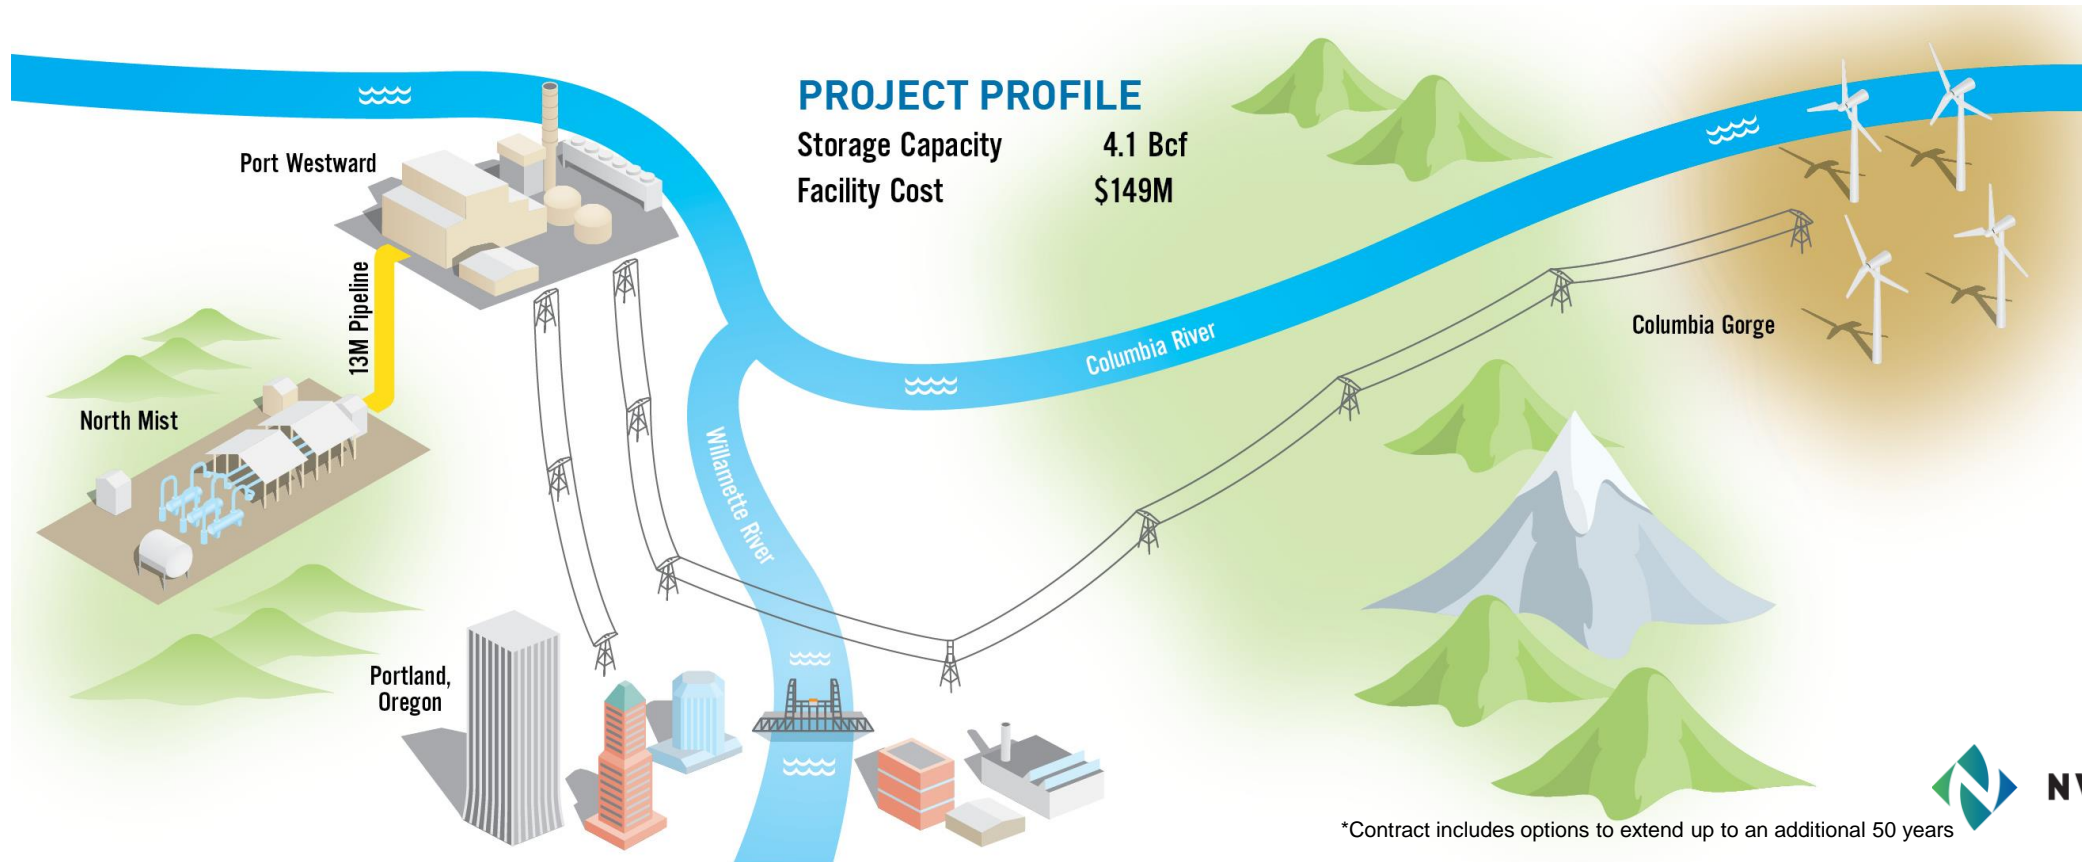 PROJECT PROFILE
Storage Capacity 4.1 Bcf
Facility Cost $149M
Port Westward
13M Pipeline
North Mist
Columbia River
Columbia Gorge
Willamette River
Portland,
Oregon
*Contract includes options to extend up to an additional 50 years